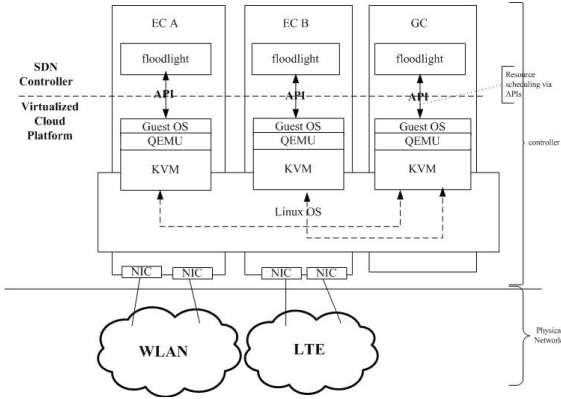 EC A
EC B
GC
floodlight
floodlight
floodlight
SDN
Controller
API
API
API
Resource
scheduling via
APIs
Virtualized
Cloud
Platform
Guest OS
Guest OS
Guest OS
QEMU
QEMU
QEMU
controller
KVM
KVM
KVM
Linux OS
NIC
NIC
NIC
NIC
WLAN
LTE
Physical
Network